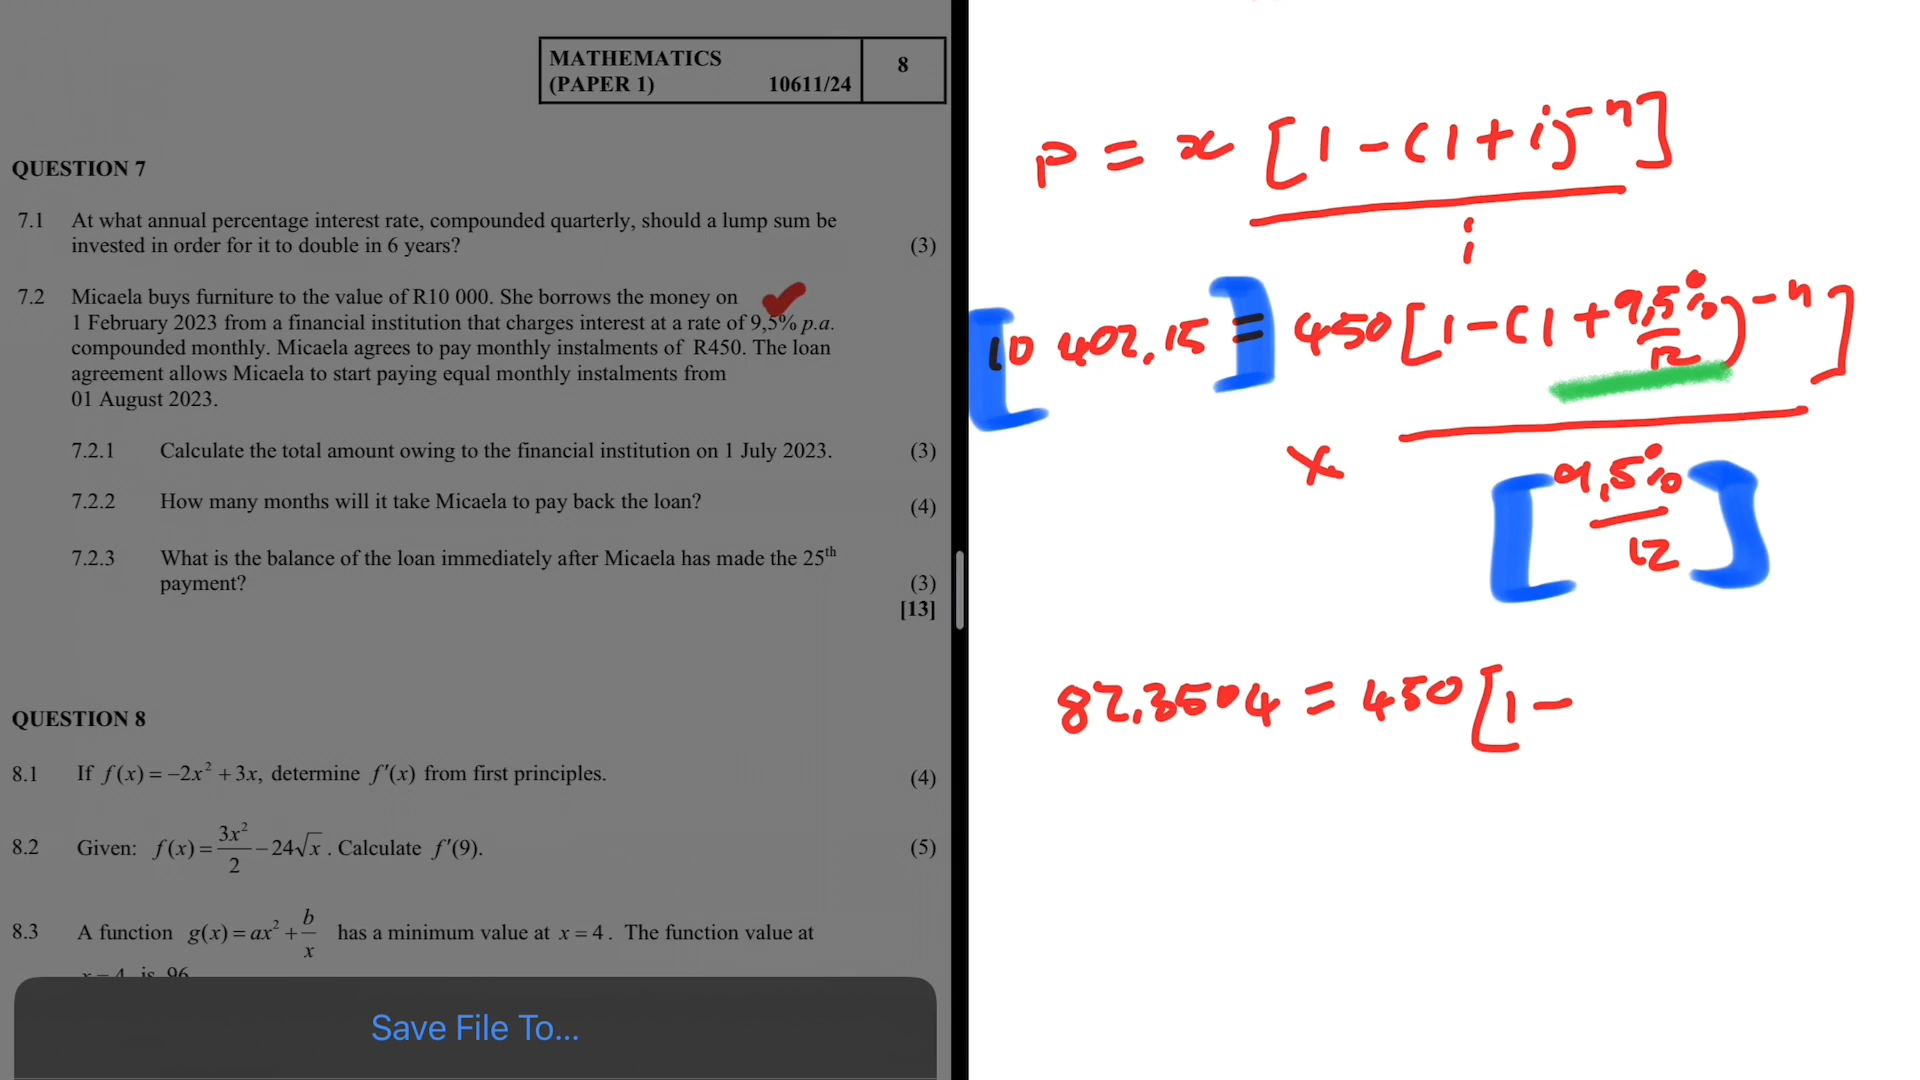 MATHEMATICS
(PAPER 1) 10611/24
8
QUESTION 7
7.1 At what annual percentage interest rate, compounded quarterly, should a lump sum be
invested in order for it to double in 6 years? (3)
7.2 Micaela buys furniture to the value of R10 000. She borrows the money on
1 February 2023 from a financial institution that charges interest at a rate of 9,5% p.a.
compounded monthly. Micaela agrees to pay monthly instalments of R450. The loan
agreement allows Micaela to start paying equal monthly instalments from
01 August 2023.
7.2.1 Calculate the total amount owing to the financial institution on 1 July 2023. (3)
7.2.2 How many months will it take Micaela to pay back the loan? (4)
7.2.3 What is the balance of the loan immediately after Micaela has made the 25th
payment? (3)
[13]
QUESTION 8
8.1 If f(x) = −2x² + 3x, determine f′(x) from first principles. (4)
8.2 Given: f(x) = 3x²/2 − 24√x. Calculate f′(9). (5)
8.3 A function g(x) = ax² + b/x has a minimum value at x = 4. The function value at
x = 4 is 96
Save File To...
P = x[1 − (1 + i)⁻ⁿ]
i
[10 402,15] = 450[1 − (1 + 9,5%/12)⁻ⁿ]
x [9,5%/12]
82,3504 = 450[1 −